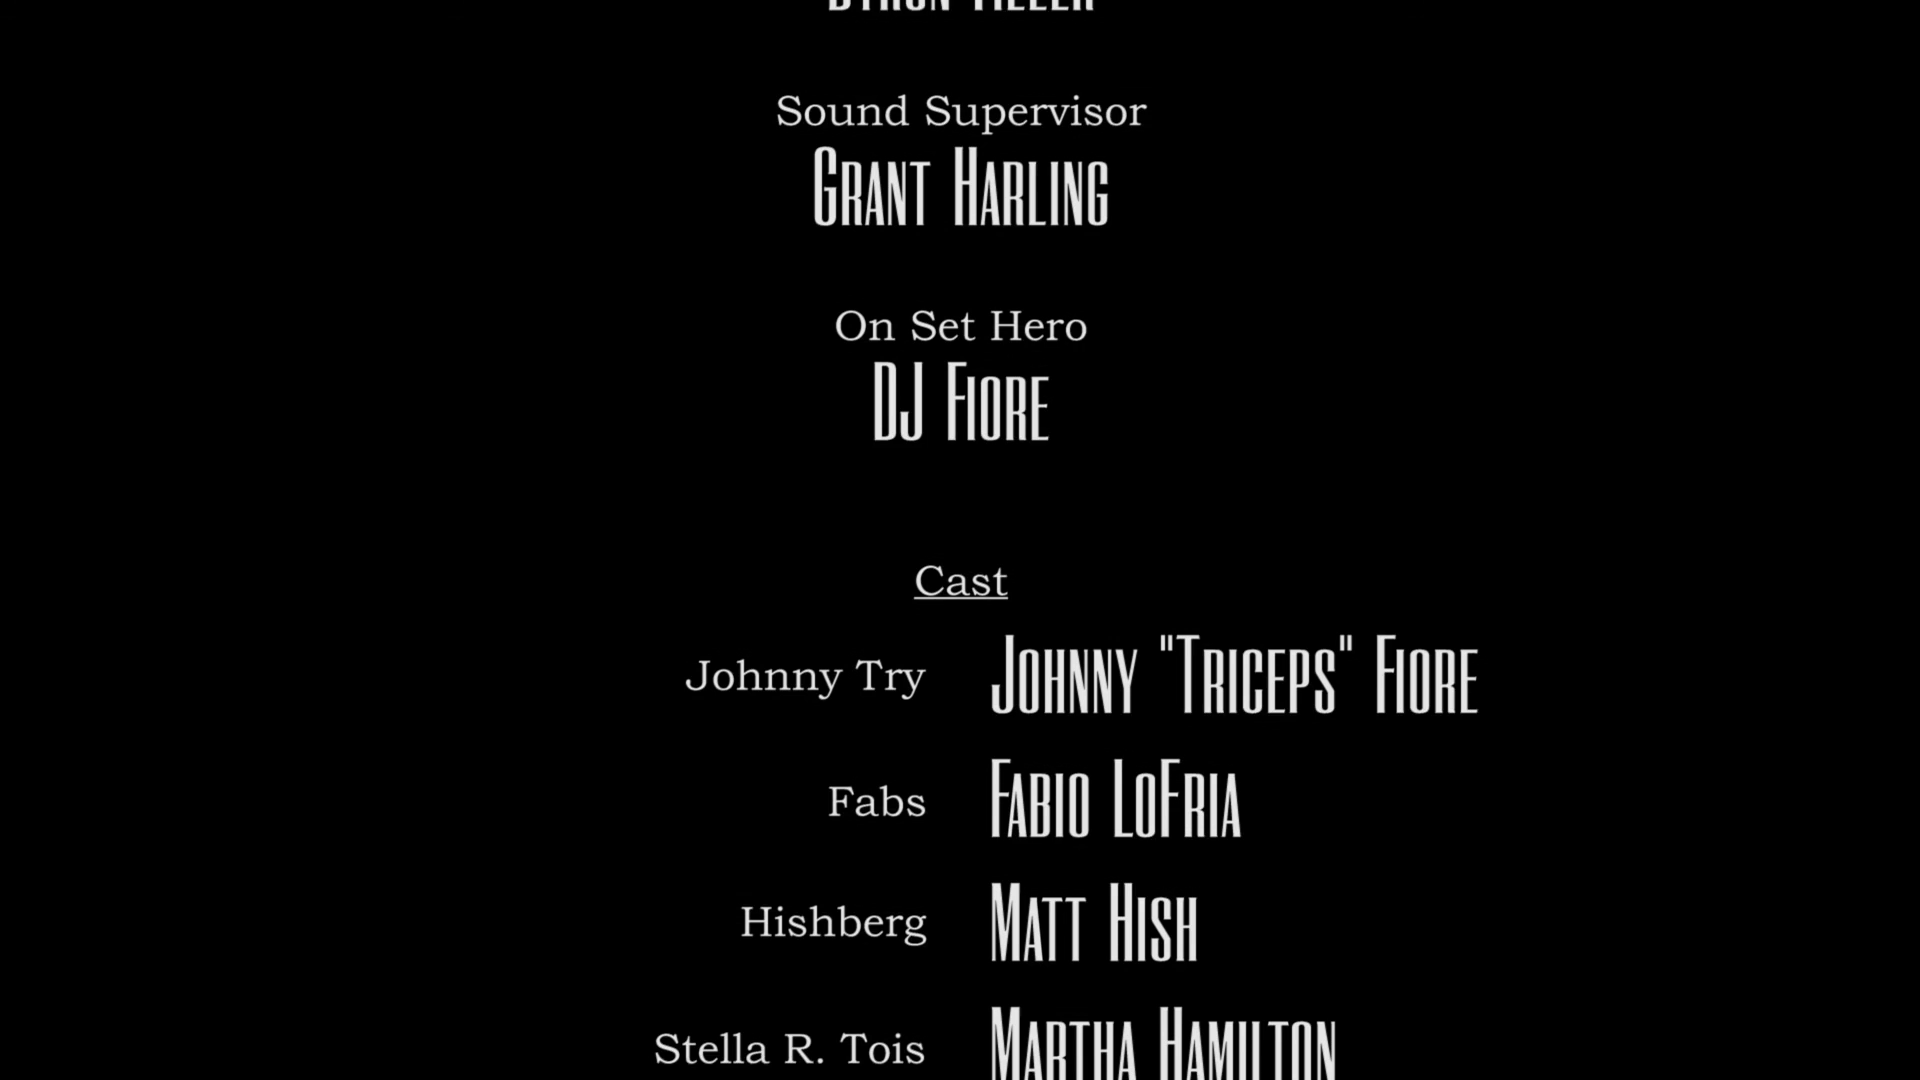 Sound Supervisor
Grant Harling
On Set Hero
DJ Fiore
Cast
Johnny Try Johnny "Triceps" Fiore
Fabs Fabio LoFria
Hishberg Matt Hish
Stella R. Tois Martha Hamilton